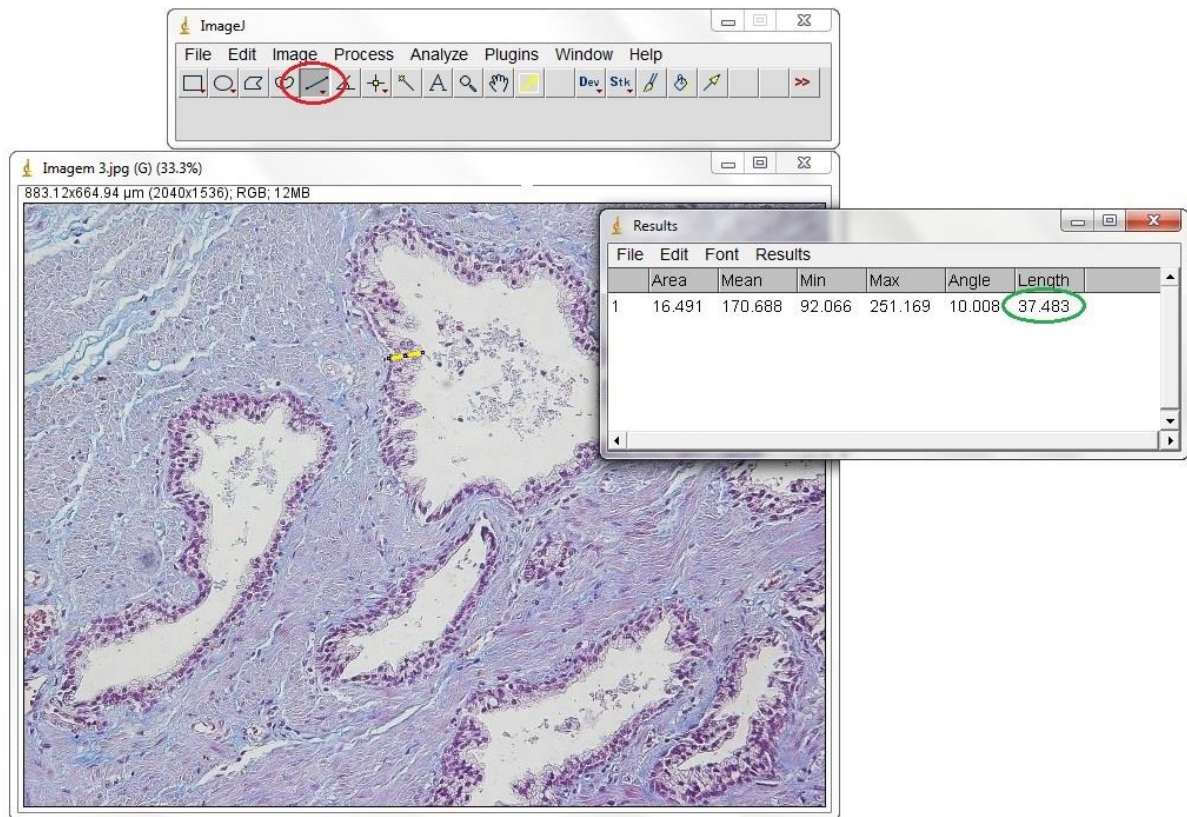 ImageJ
File Edit Image Process Analyze Plugins Window Help
A Dev Stk >>
Imagem 3.jpg (G) (33.3%)
883.12x664.94 µm (2040x1536); RGB; 12MB
Results
File Edit Font Results
Area Mean Min Max Angle Length
1 16.491 170.688 92.066 251.169 10.008 37.483